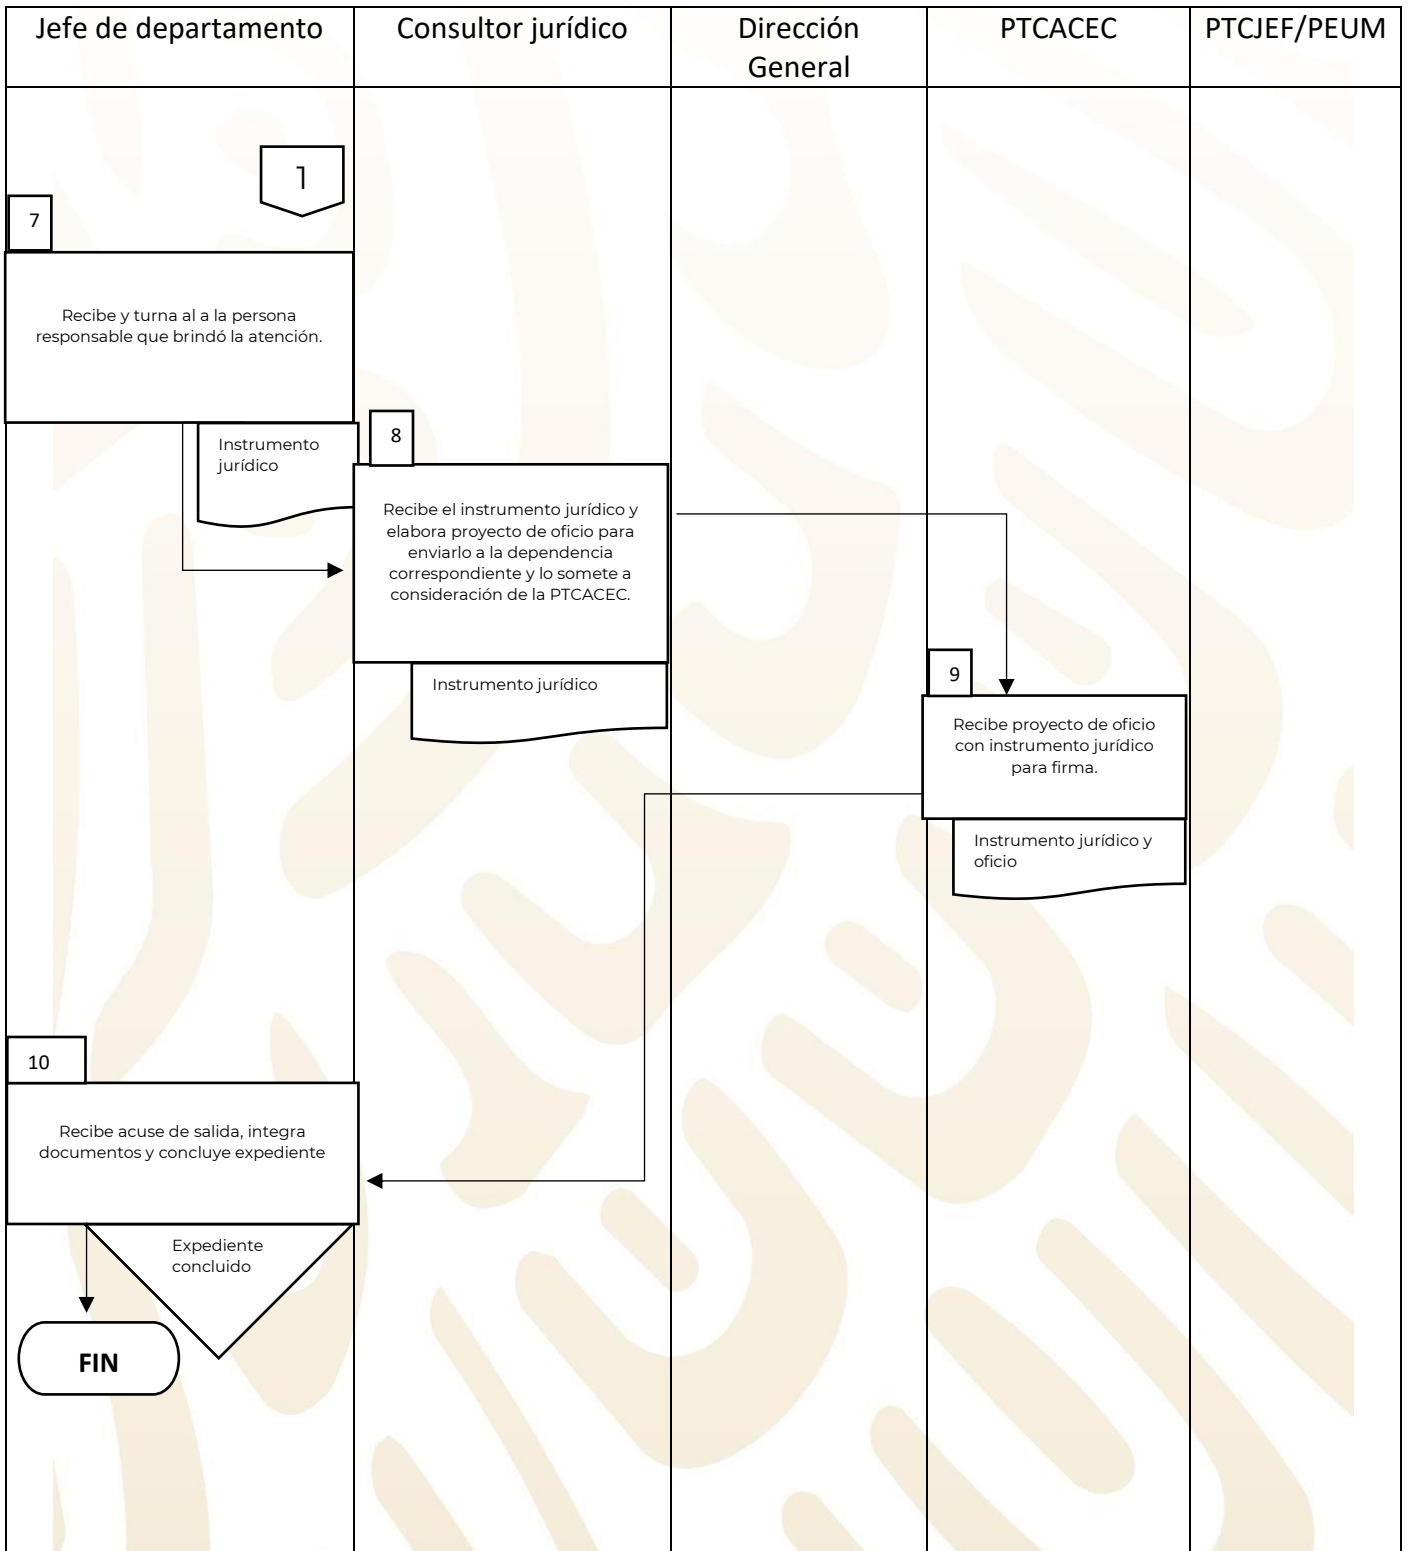 Jefe de departamento
Consultor jurídico
Dirección
General
PTCACEC
PTCJEF/PEUM
1
7
Recibe y turna al a la persona
responsable que brindó la atención.
Instrumento
jurídico
8
Recibe el instrumento jurídico y
elabora proyecto de oficio para
enviarlo a la dependencia
correspondiente y lo somete a
consideración de la PTCACEC.
Instrumento jurídico
9
Recibe proyecto de oficio
con instrumento jurídico
para firma.
Instrumento jurídico y
oficio
10
Recibe acuse de salida, integra
documentos y concluye expediente
Expediente
concluido
FIN